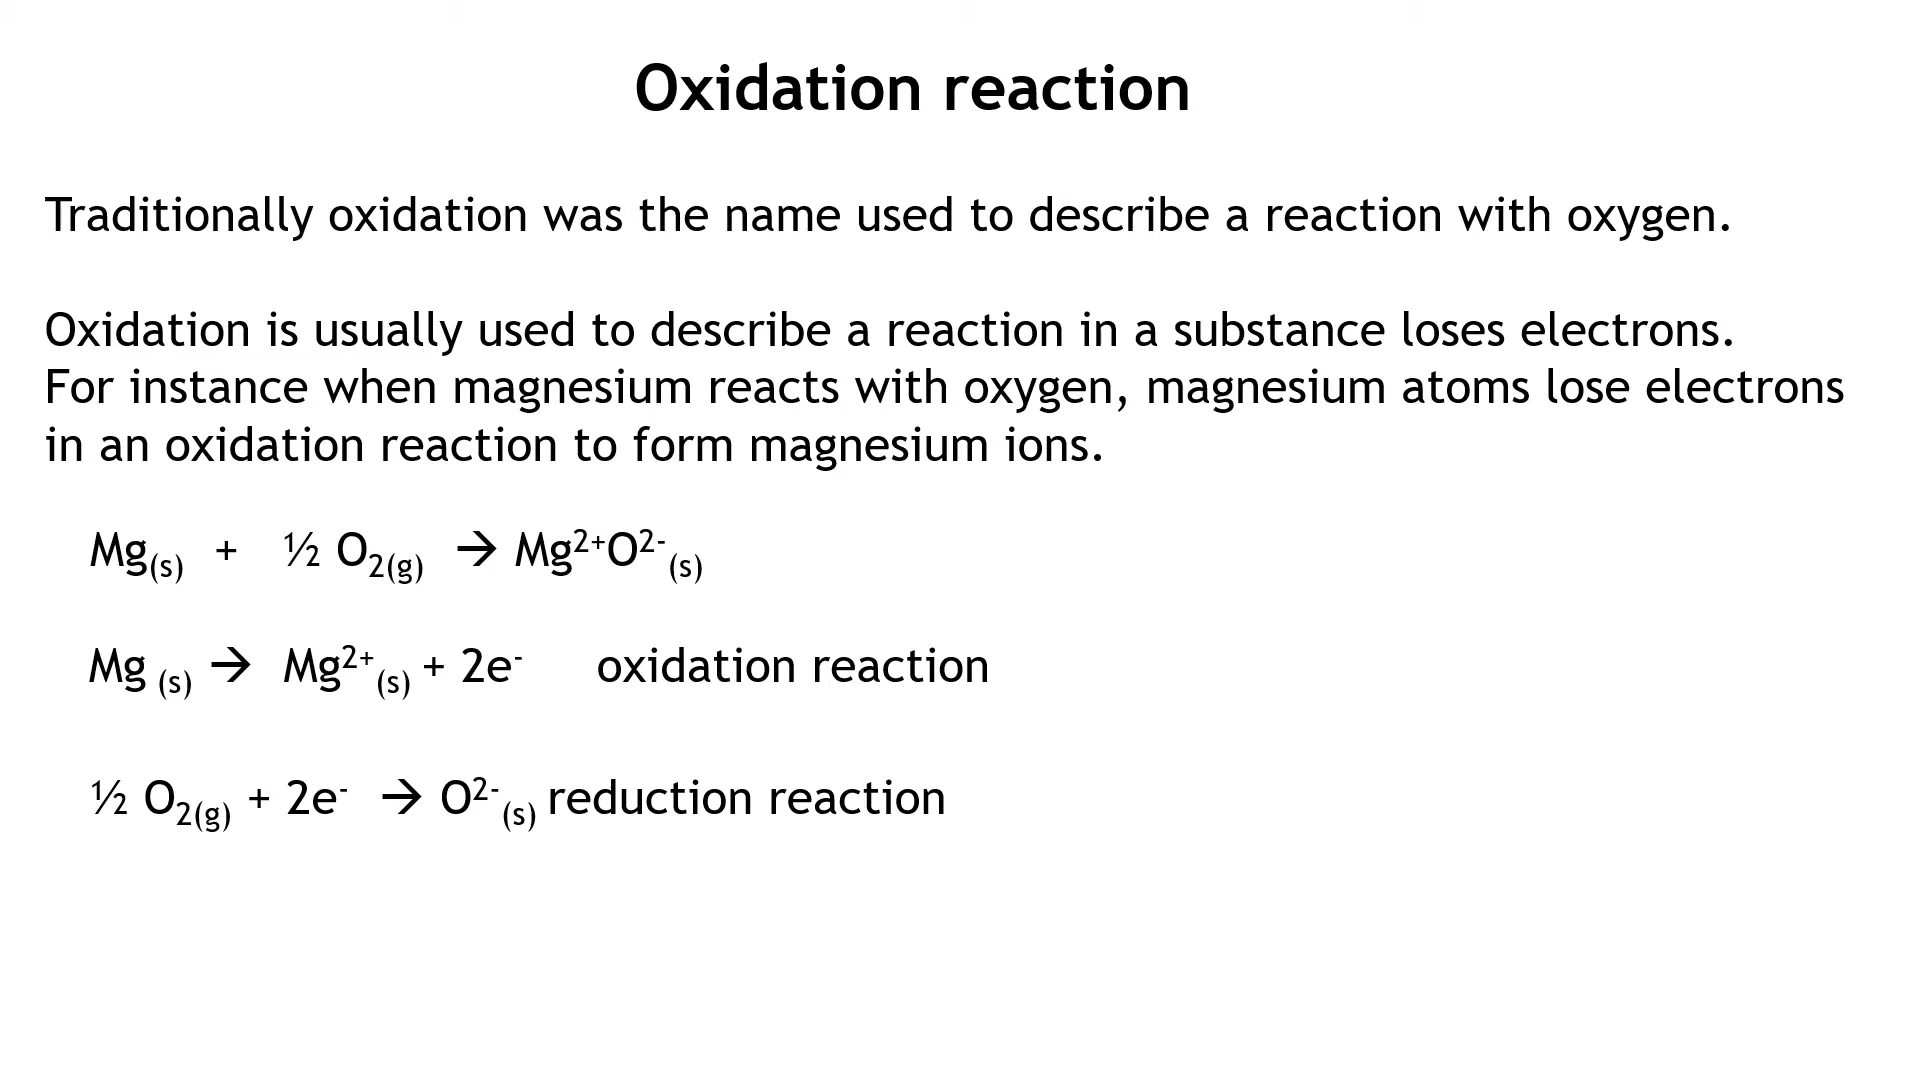 Oxidation reaction
Traditionally oxidation was the name used to describe a reaction with oxygen.
Oxidation is usually used to describe a reaction in a substance loses electrons.
For instance when magnesium reacts with oxygen, magnesium atoms lose electrons
in an oxidation reaction to form magnesium ions.
Mg(s) + ½ O2(g) → Mg2+O2-(s)
Mg (s) → Mg2+(s) + 2e- oxidation reaction
½ O2(g) + 2e- → O2-(s) reduction reaction